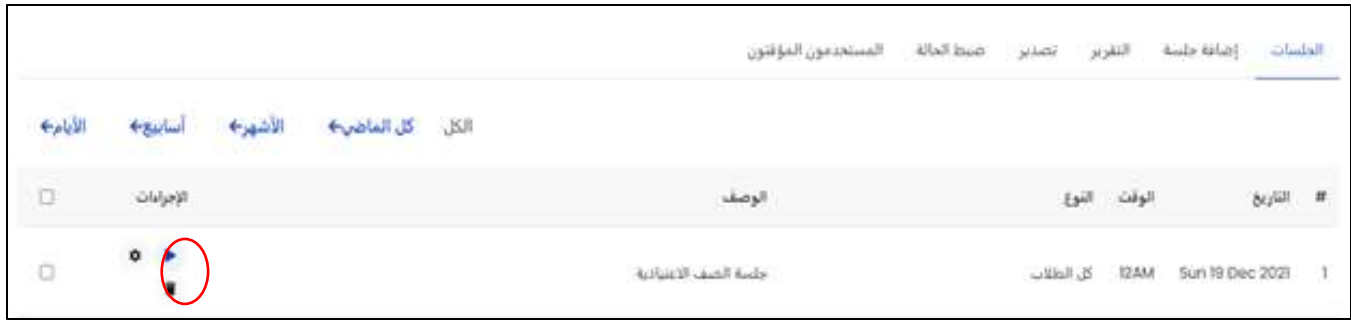 الجلسات إضافة جلسة التقرير تصدير ضبط الحالة المستخدمون المؤقتون
الكل كل الماضي الأشهر أسابيع الأيام
# التاريخ الوقت النوع الوصف الإجراءات
1 Sun 19 Dec 2021 12AM كل الطلاب جلسة الصف الاعتيادية